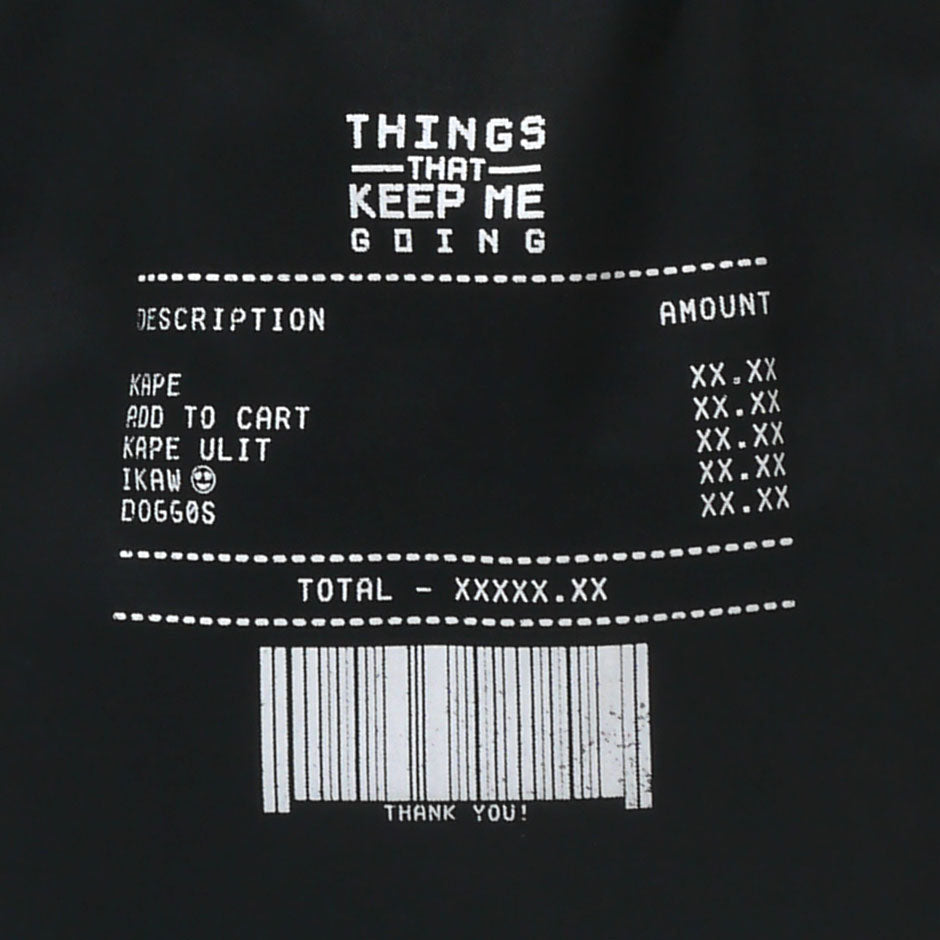 THINGS
THAT
KEEP ME
GOING
DESCRIPTION AMOUNT
KAPE XX.XX
ADD TO CART XX.XX
KAPE ULIT XX.XX
IKAW 😍 XX.XX
DOGGOS XX.XX
TOTAL - XXXXX.XX
THANK YOU!